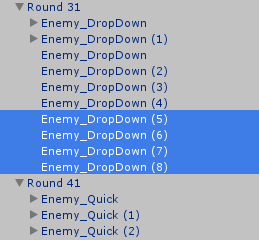 Round 31
Enemy_DropDown
Enemy_DropDown (1)
Enemy_DropDown
Enemy_DropDown (2)
Enemy_DropDown (3)
Enemy_DropDown (4)
Enemy_DropDown (5)
Enemy_DropDown (6)
Enemy_DropDown (7)
Enemy_DropDown (8)
Round 41
Enemy_Quick
Enemy_Quick (1)
Enemy_Quick (2)